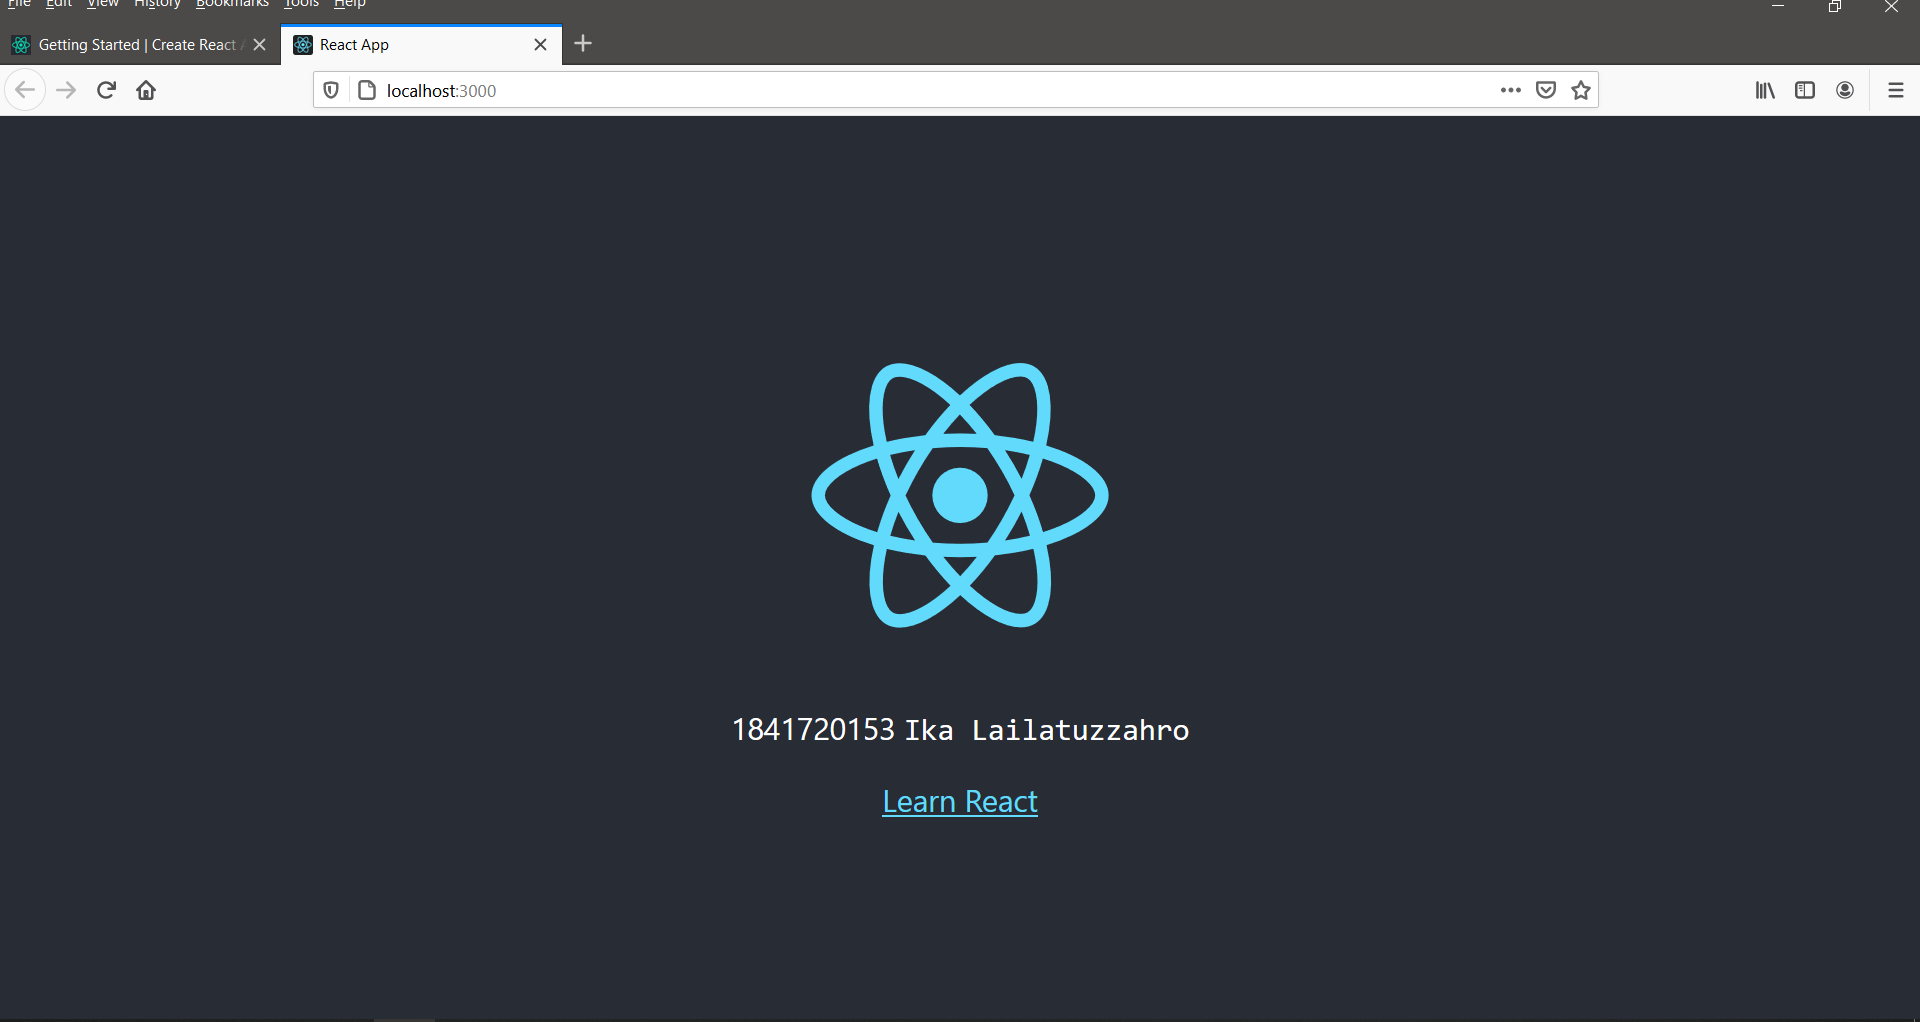 File Edit View History Bookmarks Tools Help
Getting Started | Create React A
React App
localhost:3000
1841720153 Ika Lailatuzzahro
Learn React